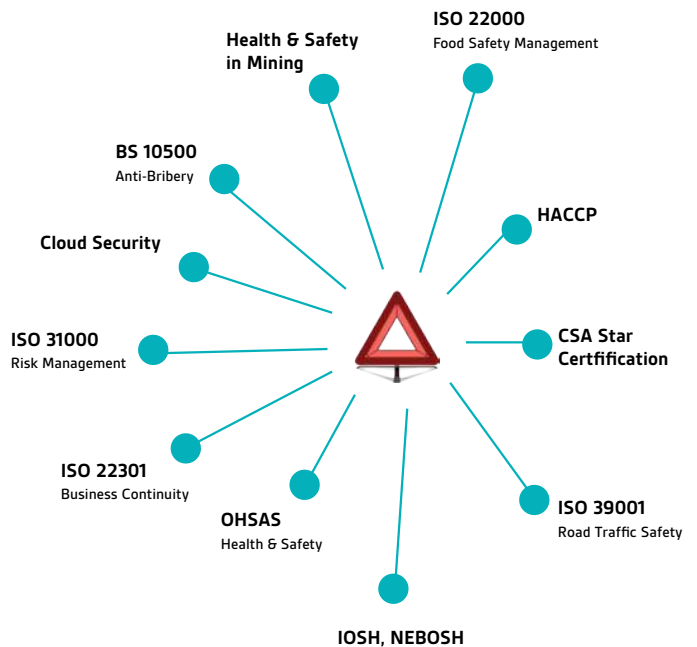 ISO 22000
Food Safety Management
Health & Safety
in Mining
BS 10500
Anti-Bribery
HACCP
Cloud Security
CSA Star
Certfification
ISO 31000
Risk Management
ISO 22301
Business Continuity
OHSAS
Health & Safety
ISO 39001
Road Traffic Safety
IOSH, NEBOSH